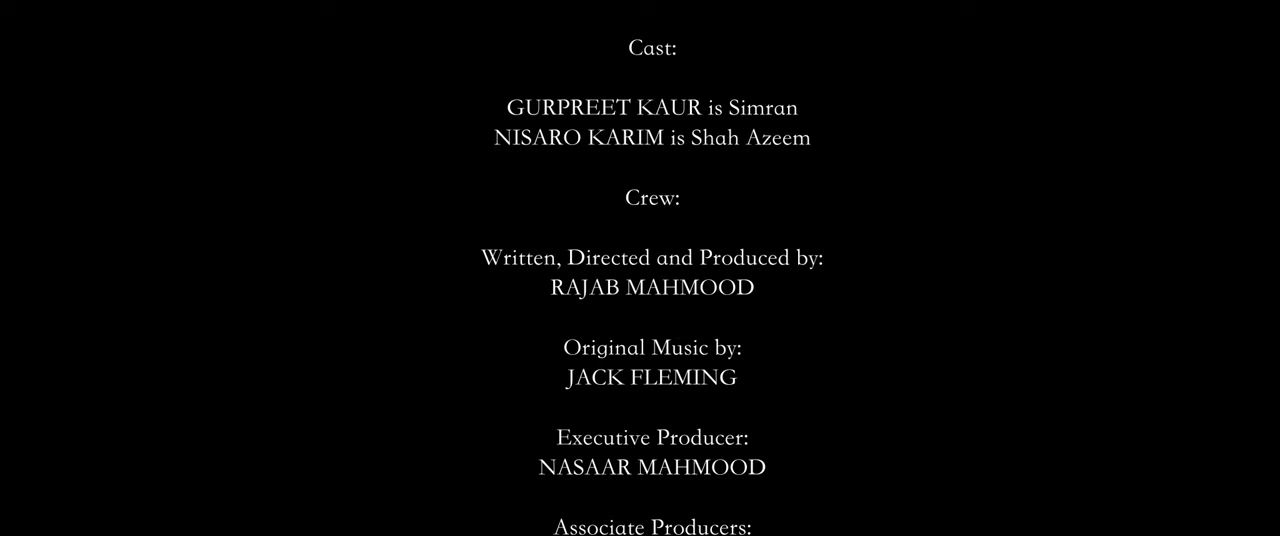 Cast:
GURPREET KAUR is Simran
NISARO KARIM is Shah Azeem
Crew:
Written, Directed and Produced by:
RAJAB MAHMOOD
Original Music by:
JACK FLEMING
Executive Producer:
NASAAR MAHMOOD
Associate Producers: